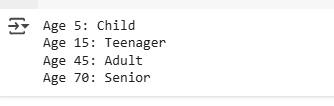 Age 5: Child
Age 15: Teenager
Age 45: Adult
Age 70: Senior